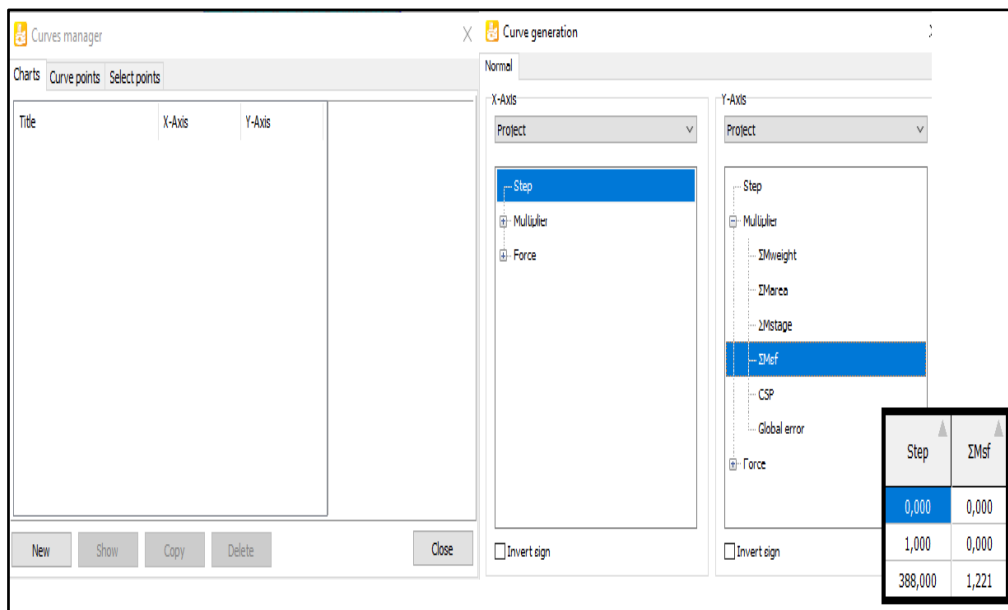 Curves manager
Charts Curve points Select points
Title X-Axis Y-Axis
New Show Copy Delete Close
Curve generation
Normal
X-Axis
Project
Step
Multiplier
Force
Invert sign
Y-Axis
Project
Step
Multiplier
ΣMweight
ΣMarea
ΣMstage
ΣMsf
CSP
Global error
Force
Invert sign
Step ΣMsf
0,000 0,000
1,000 0,000
388,000 1,221